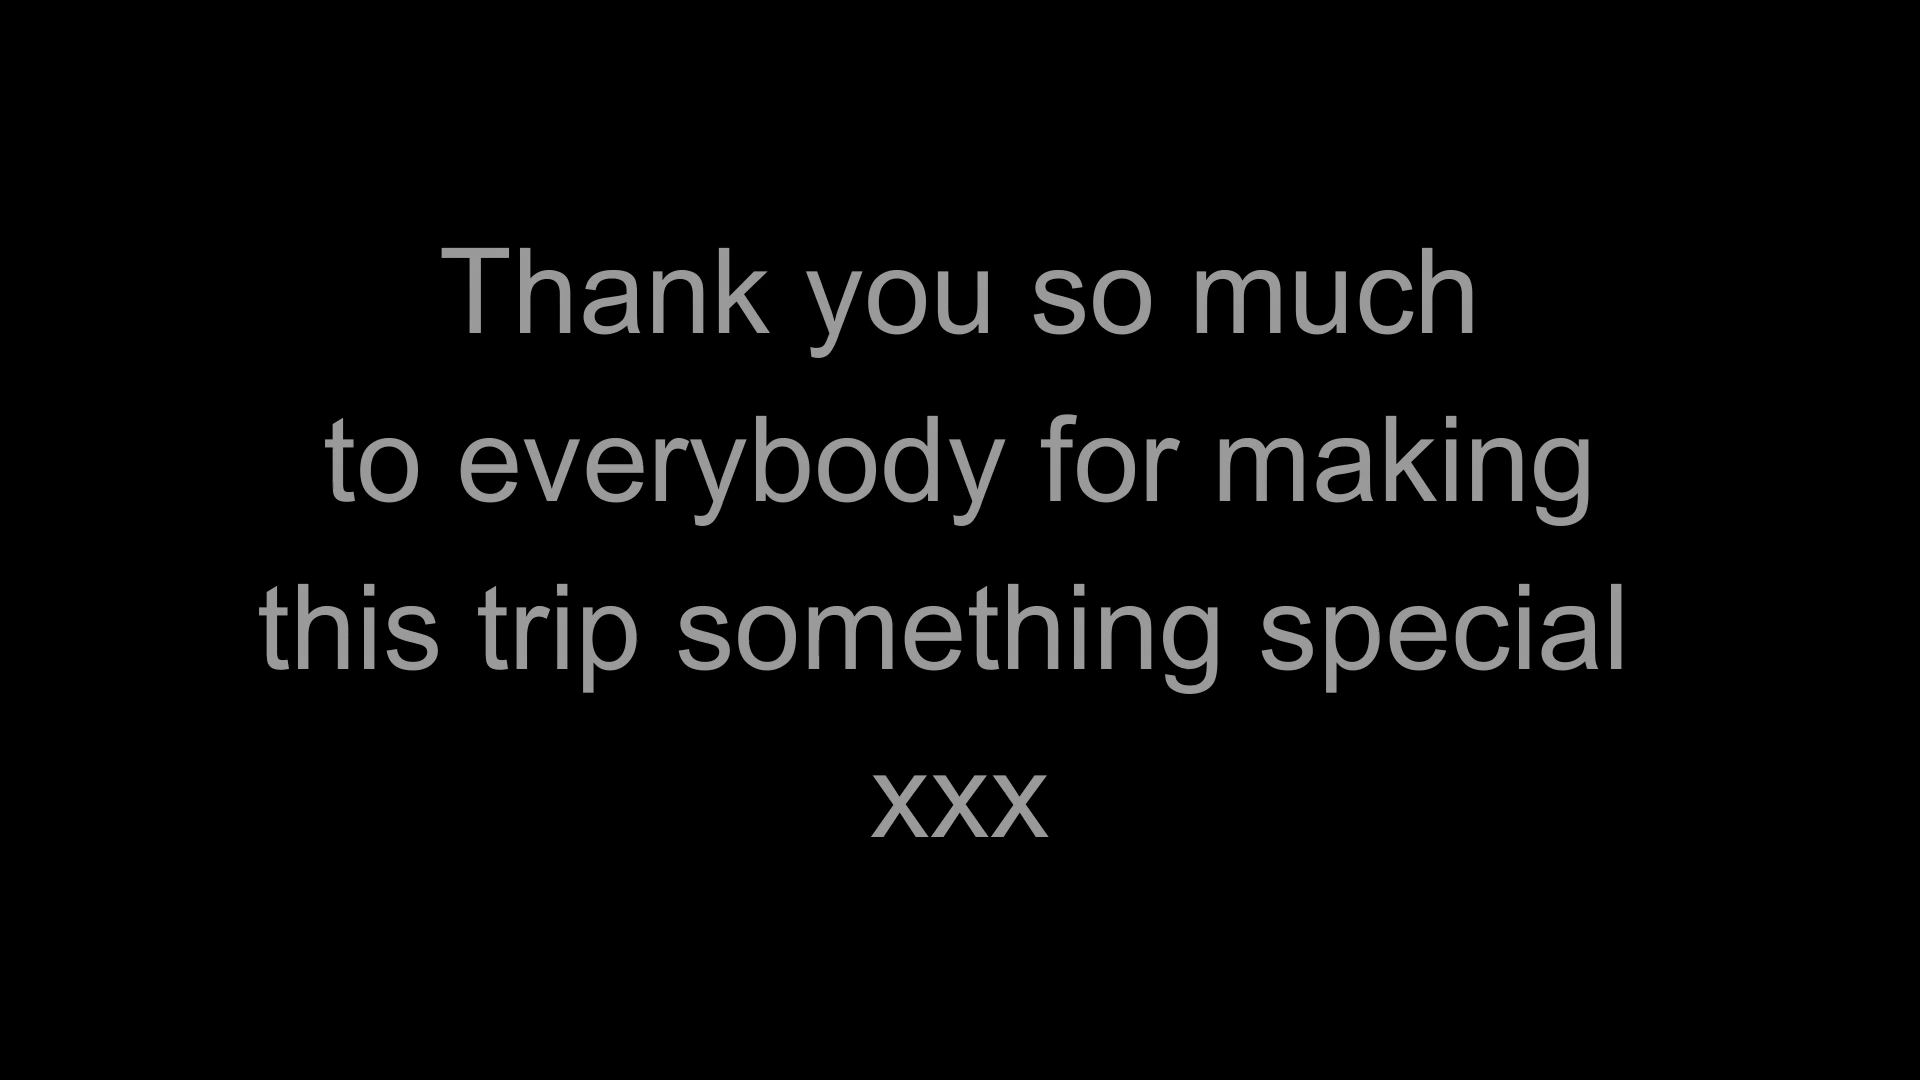 Thank you so much
to everybody for making
this trip something special
xxx